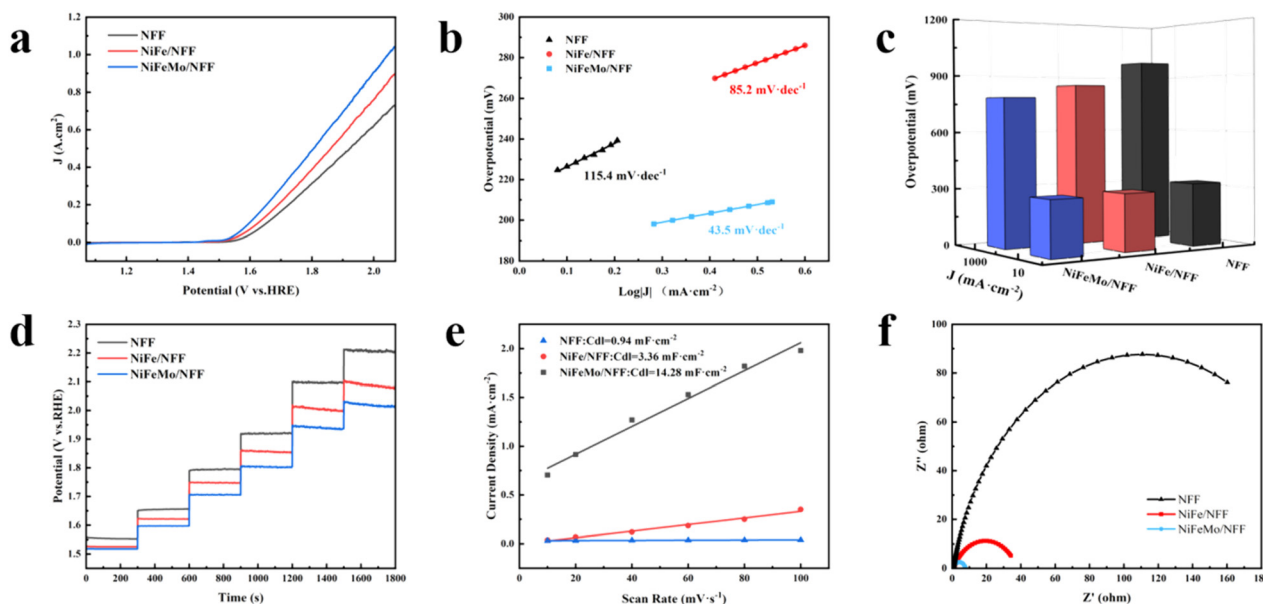 a
1.2
1.0
0.8
0.6
0.4
0.2
0.0
J (A.cm²)
NFF
NiFe/NFF
NiFeMo/NFF
1.2
1.4
1.6
1.8
2.0
Potential (V vs.HRE)
b
300
280
260
240
220
200
180
Overpotential (mV)
NFF
NiFe/NFF
NiFeMo/NFF
85.2 mV·dec⁻¹
115.4 mV·dec⁻¹
43.5 mV·dec⁻¹
0.0
0.1
0.2
0.3
0.4
0.5
0.6
Log|J| （mA·cm⁻²）
c
1200
900
600
300
0
Overpotential (mV)
1000
10
J (mA·cm⁻²)
NiFeMo/NFF
NiFe/NFF
NFF
d
2.3
2.2
2.1
2.0
1.9
1.8
1.7
1.6
1.5
Potential (V vs.RHE)
NFF
NiFe/NFF
NiFeMo/NFF
0
200
400
600
800
1000
1200
1400
1600
1800
Time (s)
e
2.0
1.5
1.0
0.5
0.0
Current Density (mA·cm⁻²)
NFF:Cdl=0.94 mF·cm⁻²
NiFe/NFF:Cdl=3.36 mF·cm⁻²
NiFeMo/NFF:Cdl=14.28 mF·cm⁻²
0
20
40
60
80
100
Scan Rate (mV·s⁻¹)
f
100
80
60
40
20
0
Z'' (ohm)
NFF
NiFe/NFF
NiFeMo/NFF
0
20
40
60
80
100
120
140
160
180
Z' (ohm)